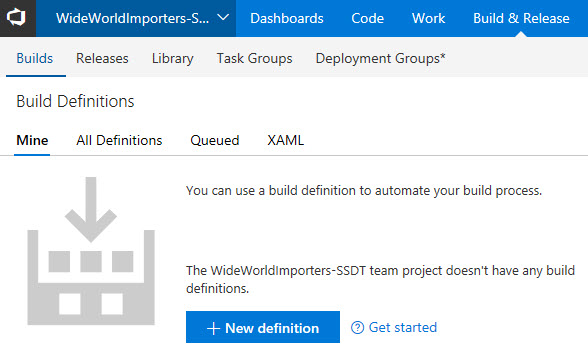 WideWorldImporters-S... Dashboards Code Work Build & Release
Builds Releases Library Task Groups Deployment Groups*
Build Definitions
Mine All Definitions Queued XAML
You can use a build definition to automate your build process.
The WideWorldImporters-SSDT team project doesn't have any build
definitions.
+ New definition ? Get started